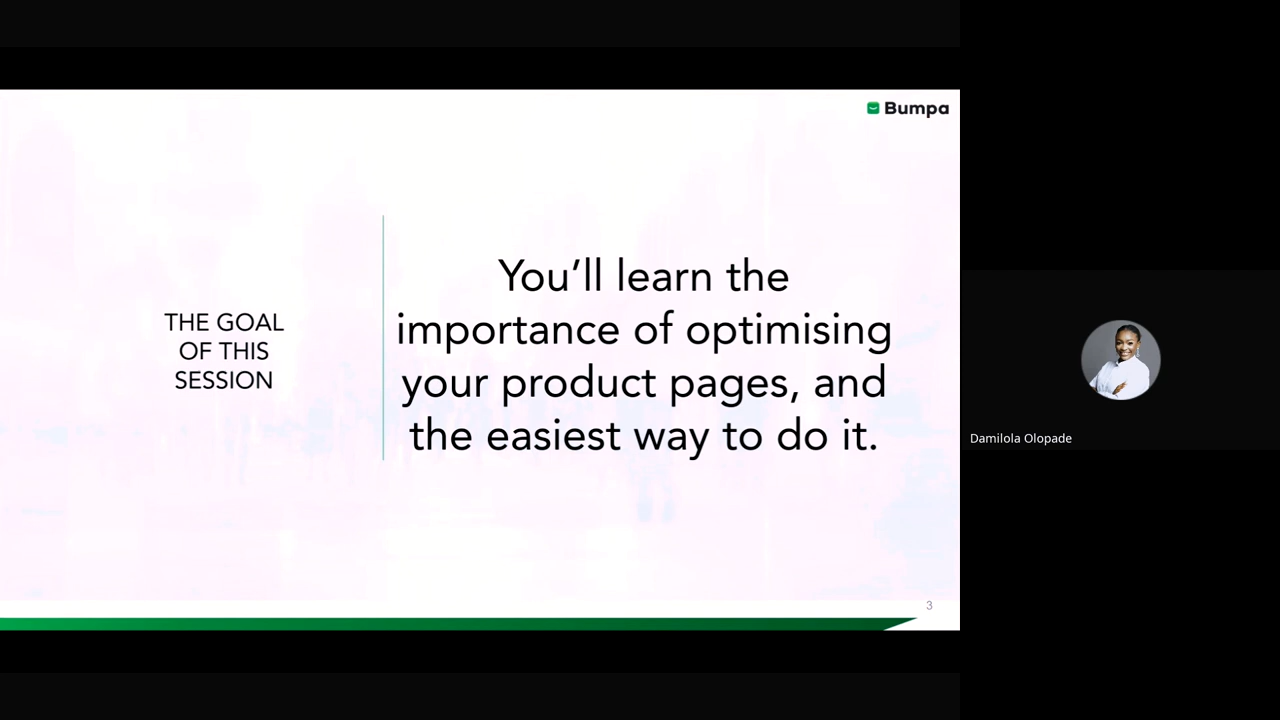 Bumpa
THE GOAL
OF THIS
SESSION
You’ll learn the
importance of optimising
your product pages, and
the easiest way to do it.
3
Damilola Olopade